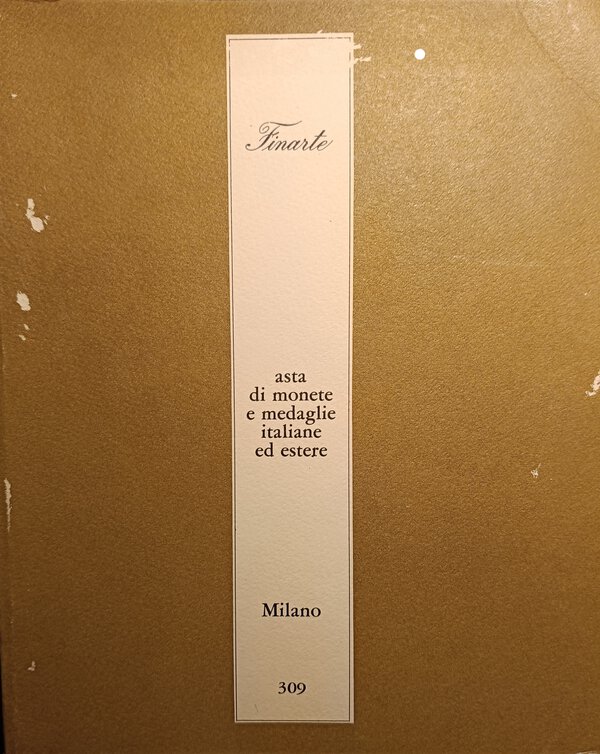 Finarte
asta
di monete
e medaglie
italiane
ed estere
Milano
309